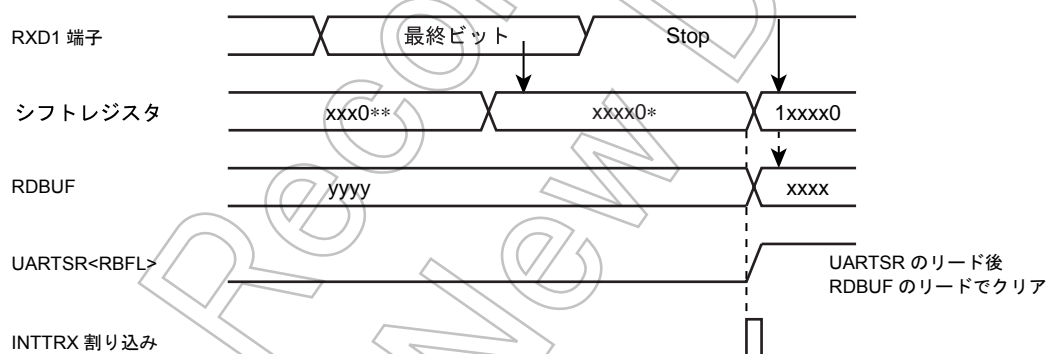 RXD1 端子
最終ビット
Stop
シフトレジスタ
xxx0**
xxxx0*
1xxxx0
RDBUF
yyyy
xxxx
UARTSR<RBFL>
UARTSR のリード後
RDBUF のリードでクリア
INTTRX 割り込み